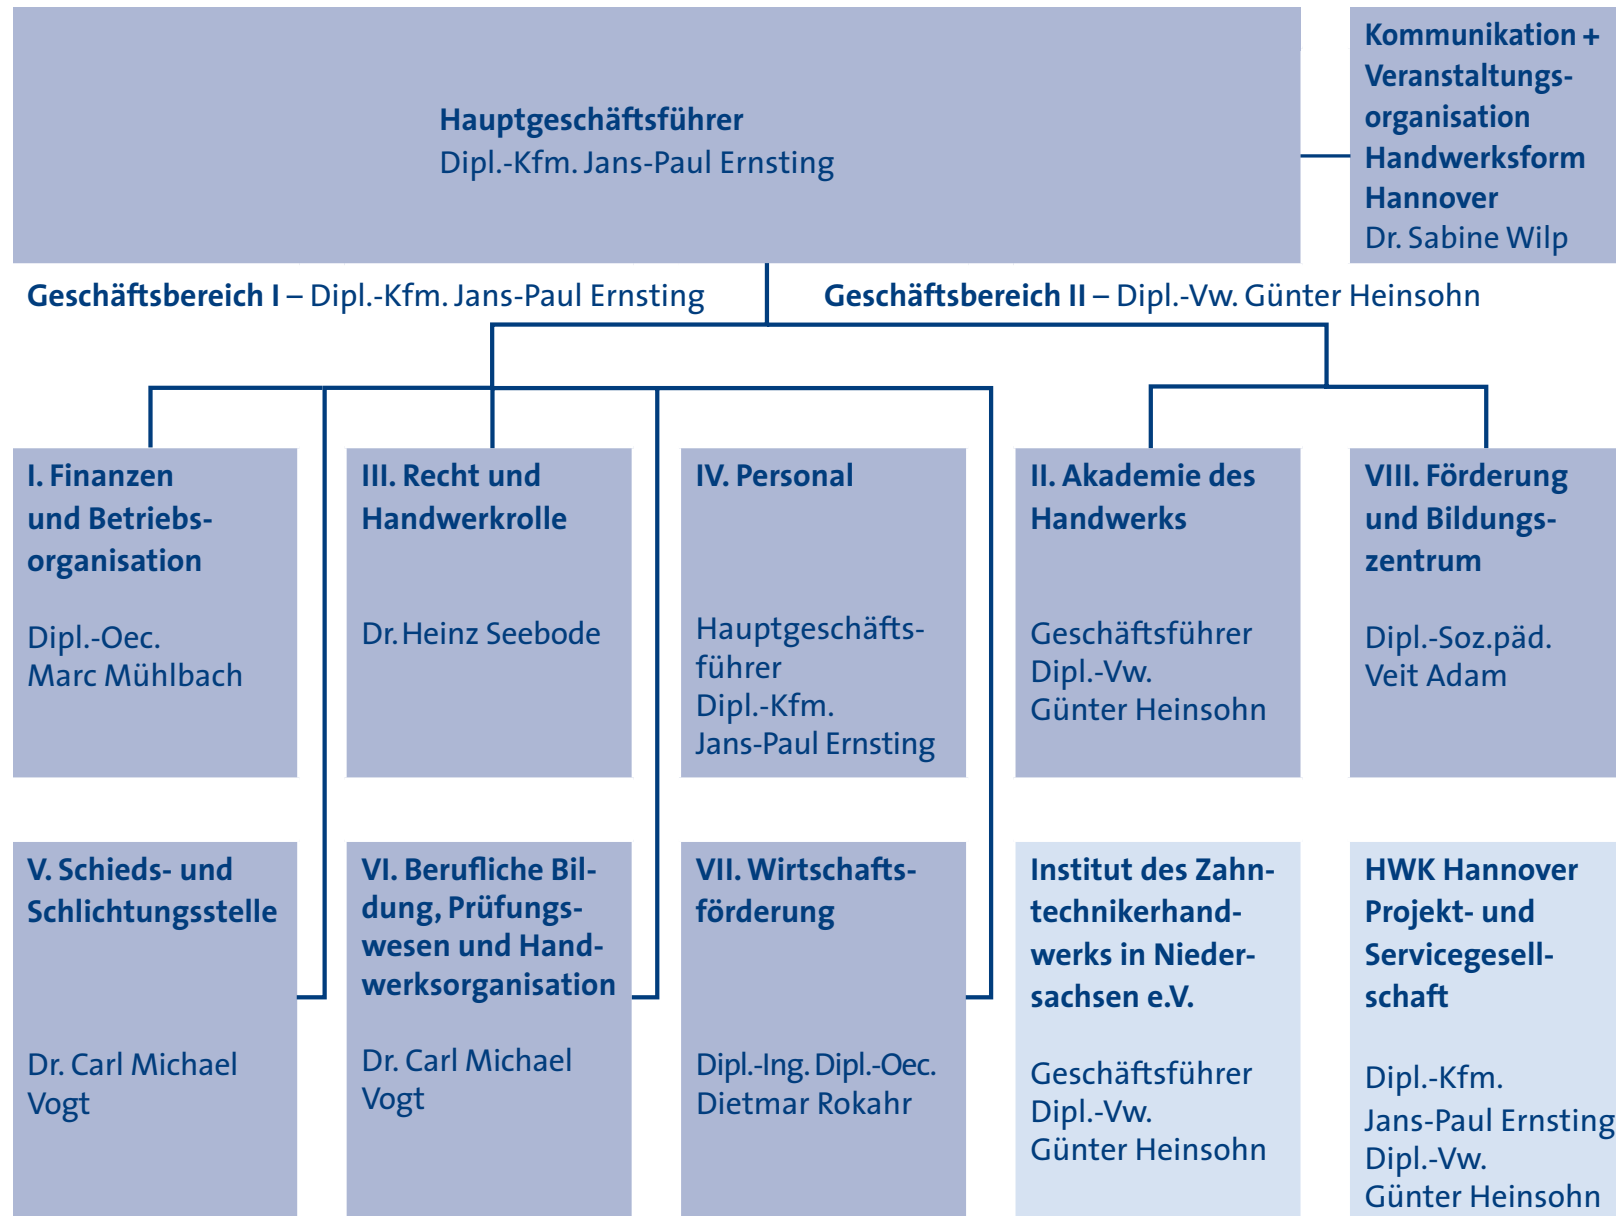 Hauptgeschäftsführer
Dipl.-Kfm. Jans-Paul Ernsting
Kommunikation +
Veranstaltungs-
organisation
Handwerksform
Hannover
Dr. Sabine Wilp
Geschäftsbereich I – Dipl.-Kfm. Jans-Paul Ernsting
Geschäftsbereich II – Dipl.-Vw. Günter Heinsohn
I. Finanzen
und Betriebs-
organisation
Dipl.-Oec.
Marc Mühlbach
III. Recht und
Handwerkrolle
Dr. Heinz Seebode
IV. Personal
Hauptgeschäfts-
führer
Dipl.-Kfm.
Jans-Paul Ernsting
II. Akademie des
Handwerks
Geschäftsführer
Dipl.-Vw.
Günter Heinsohn
VIII. Förderung
und Bildungs-
zentrum
Dipl.-Soz.päd.
Veit Adam
V. Schieds- und
Schlichtungsstelle
Dr. Carl Michael
Vogt
VI. Berufliche Bil-
dung, Prüfungs-
wesen und Hand-
werksorganisation
Dr. Carl Michael
Vogt
VII. Wirtschafts-
förderung
Dipl.-Ing. Dipl.-Oec.
Dietmar Rokahr
Institut des Zahn-
technikerhand-
werks in Nieder-
sachsen e.V.
Geschäftsführer
Dipl.-Vw.
Günter Heinsohn
HWK Hannover
Projekt- und
Servicegesell-
schaft
Dipl.-Kfm.
Jans-Paul Ernsting
Dipl.-Vw.
Günter Heinsohn